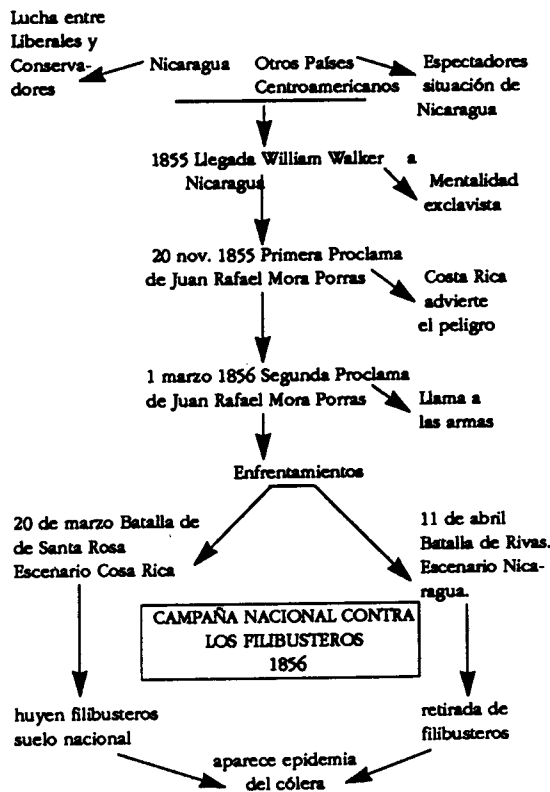 Lucha entre
Liberales y
Conserva-
dores
Nicaragua
Otros Países
Centroamericanos
Espectadores
situación de
Nicaragua
1855 Llegada William Walker a
Nicaragua
Mentalidad
exclavista
20 nov. 1855 Primera Proclama
de Juan Rafael Mora Porras
Costa Rica
advierte
el peligro
1 marzo 1856 Segunda Proclama
de Juan Rafael Mora Porras
Llama a
las armas
Enfrentamientos
20 de marzo Batalla de
de Santa Rosa
Escenario Cosa Rica
11 de abril
Batalla de Rivas.
Escenario Nica-
ragua.
CAMPAÑA NACIONAL CONTRA
LOS FILIBUSTEROS
1856
huyen filibusteros
suelo nacional
retirada de
filibusteros
aparece epidemia
del cólera